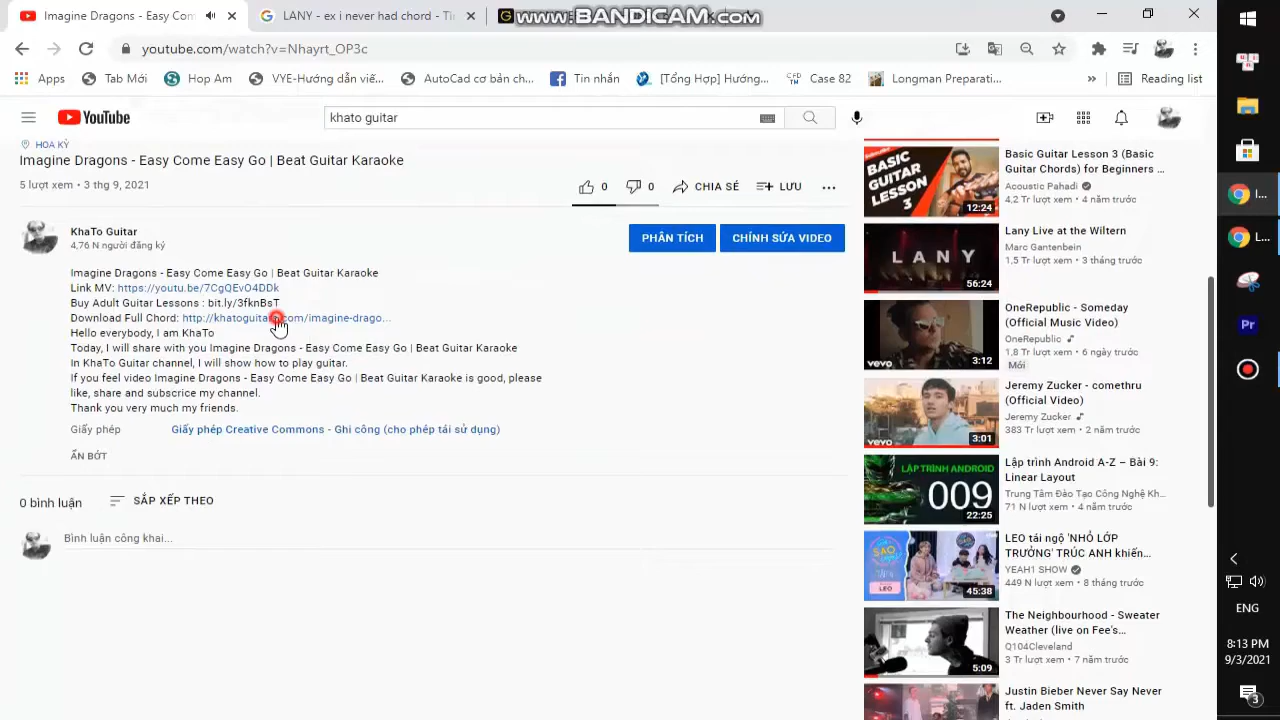 Imagine Dragons - Easy Com
LANY - ex i never had chord - Th
www.BANDICAM.com
youtube.com/watch?v=Nhayrt_OP3c
Apps
Tab Mới
Hop Am
VYE-Hướng dẫn viế...
AutoCad cơ bản ch...
Tin nhắn
[Tổng Hợp] Hướng...
Case 82
Longman Preparati...
»
Reading list
YouTube
khato guitar
HOA KỲ
Imagine Dragons - Easy Come Easy Go | Beat Guitar Karaoke
5 lượt xem • 3 thg 9, 2021
0
0
CHIA SẺ
LƯU
KhaTo Guitar
4,76 N người đăng ký
PHÂN TÍCH
CHỈNH SỬA VIDEO
Imagine Dragons - Easy Come Easy Go | Beat Guitar Karaoke
Link MV: https://youtu.be/7CgQEvO4DDk
Buy Adult Guitar Lessons : bit.ly/3fknBsT
Download Full Chord: http://khatoguitar.com/imagine-drago...
Hello everybody, I am KhaTo
Today, I will share with you Imagine Dragons - Easy Come Easy Go | Beat Guitar Karaoke
In KhaTo Guitar channel, I will show how to play guitar.
If you feel video Imagine Dragons - Easy Come Easy Go | Beat Guitar Karaoke is good, please
like, share and subscrice my channel.
Thank you very much my friends.
Giấy phép
Giấy phép Creative Commons - Ghi công (cho phép tái sử dụng)
ẨN BỚT
0 bình luận
SẮP XẾP THEO
Bình luận công khai...
BASIC
GUITAR
LESSON
3
12:24
Basic Guitar Lesson 3 (Basic
Guitar Chords) for Beginners ...
Acoustic Pahadi
4,2 Tr lượt xem • 4 năm trước
LANY
56:24
Lany Live at the Wiltern
Marc Gantenbein
1,5 Tr lượt xem • 3 tháng trước
vevo
3:12
OneRepublic - Someday
(Official Music Video)
OneRepublic
1,8 Tr lượt xem • 6 ngày trước
Mới
vevo
3:01
Jeremy Zucker - comethru
(Official Video)
Jeremy Zucker
383 Tr lượt xem • 2 năm trước
LẬP TRÌNH ANDROID
009
22:25
Lập trình Android A-Z – Bài 9:
Linear Layout
Trung Tâm Đào Tạo Công Nghệ Kh...
71 N lượt xem • 4 năm trước
SAO
LEO
45:38
LEO tái ngộ 'NHỎ LỚP
TRƯỞNG' TRÚC ANH khiến...
YEAH1 SHOW
449 N lượt xem • 8 tháng trước
5:09
The Neighbourhood - Sweater
Weather (live on Fee's...
Q104Cleveland
3 Tr lượt xem • 7 năm trước
Justin Bieber Never Say Never
ft. Jaden Smith
I...
L...
Pr
ENG
8:13 PM
9/3/2021
3